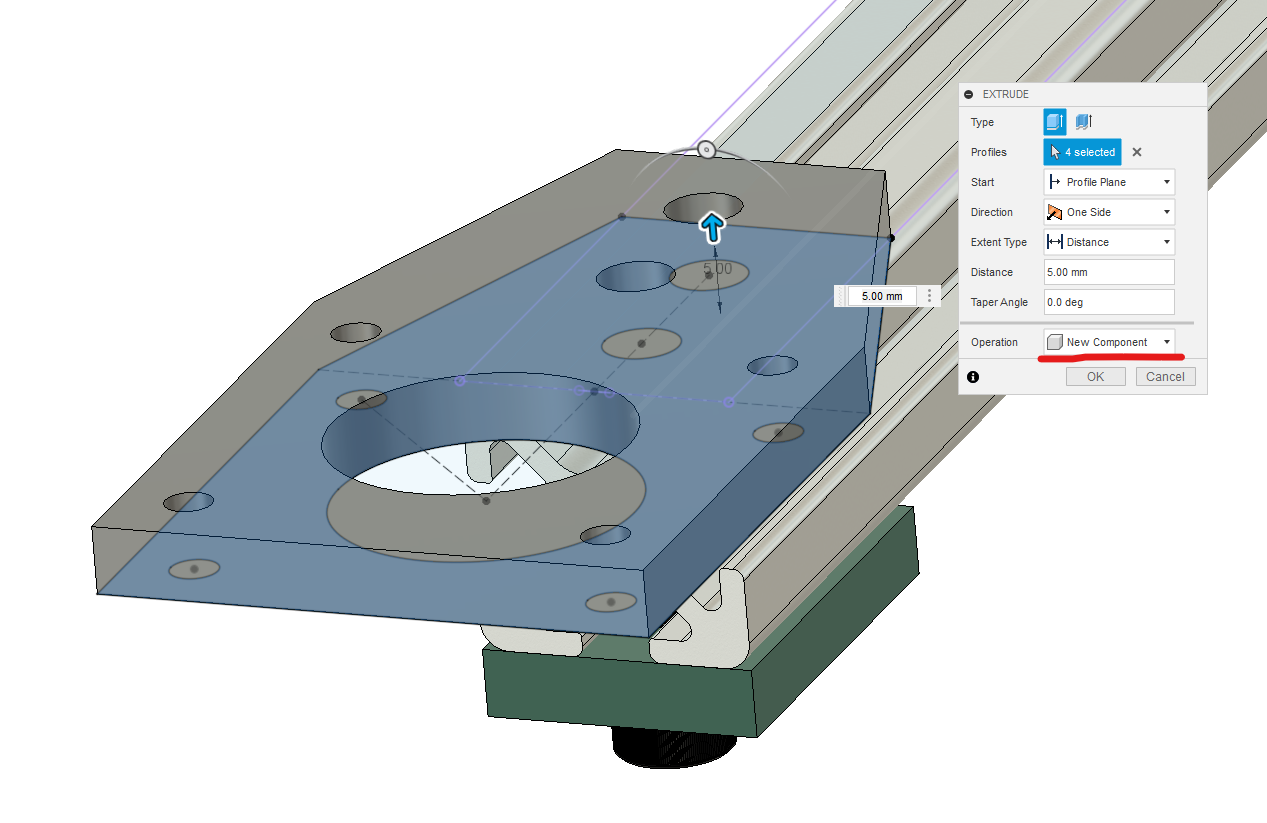 EXTRUDE
Type
Profiles 4 selected
Start Profile Plane
Direction One Side
Extent Type Distance
Distance 5.00 mm
Taper Angle 0.0 deg
Operation New Component
OK Cancel
5.00
5.00 mm